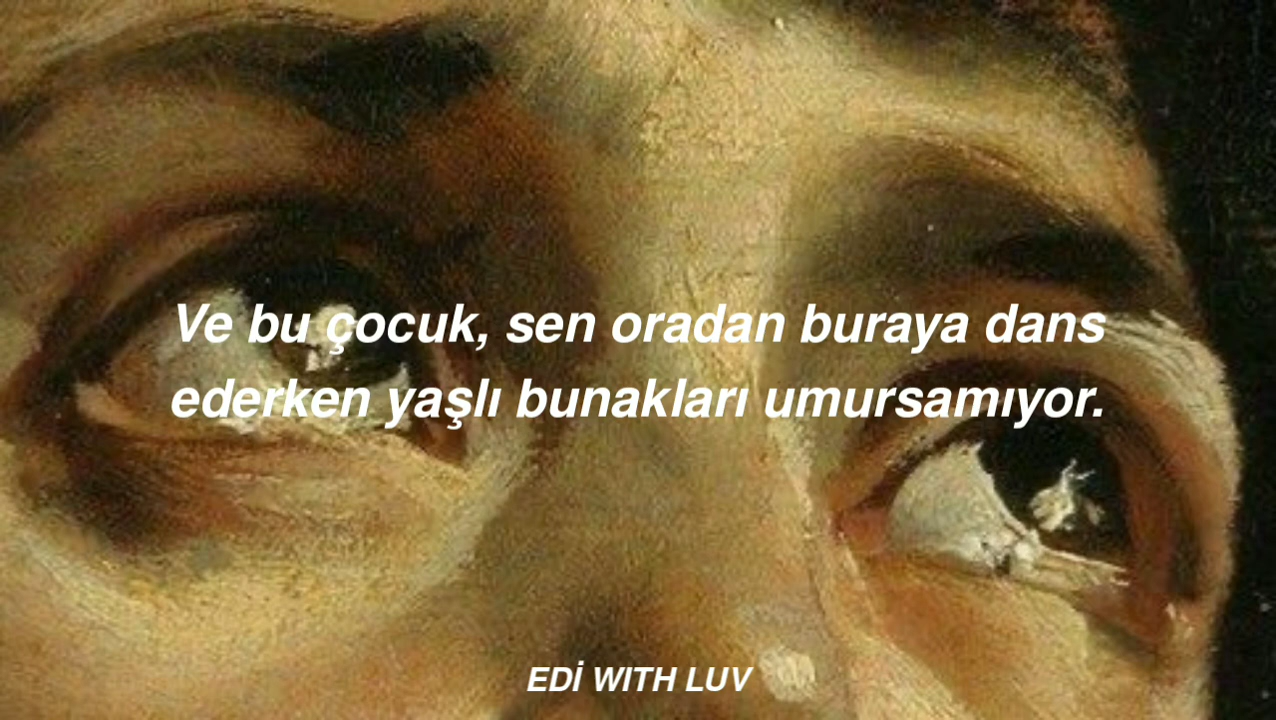 Ve bu çocuk, sen oradan buraya dans
ederken yaşlı bunakları umursamıyor.
EDİ WITH LUV